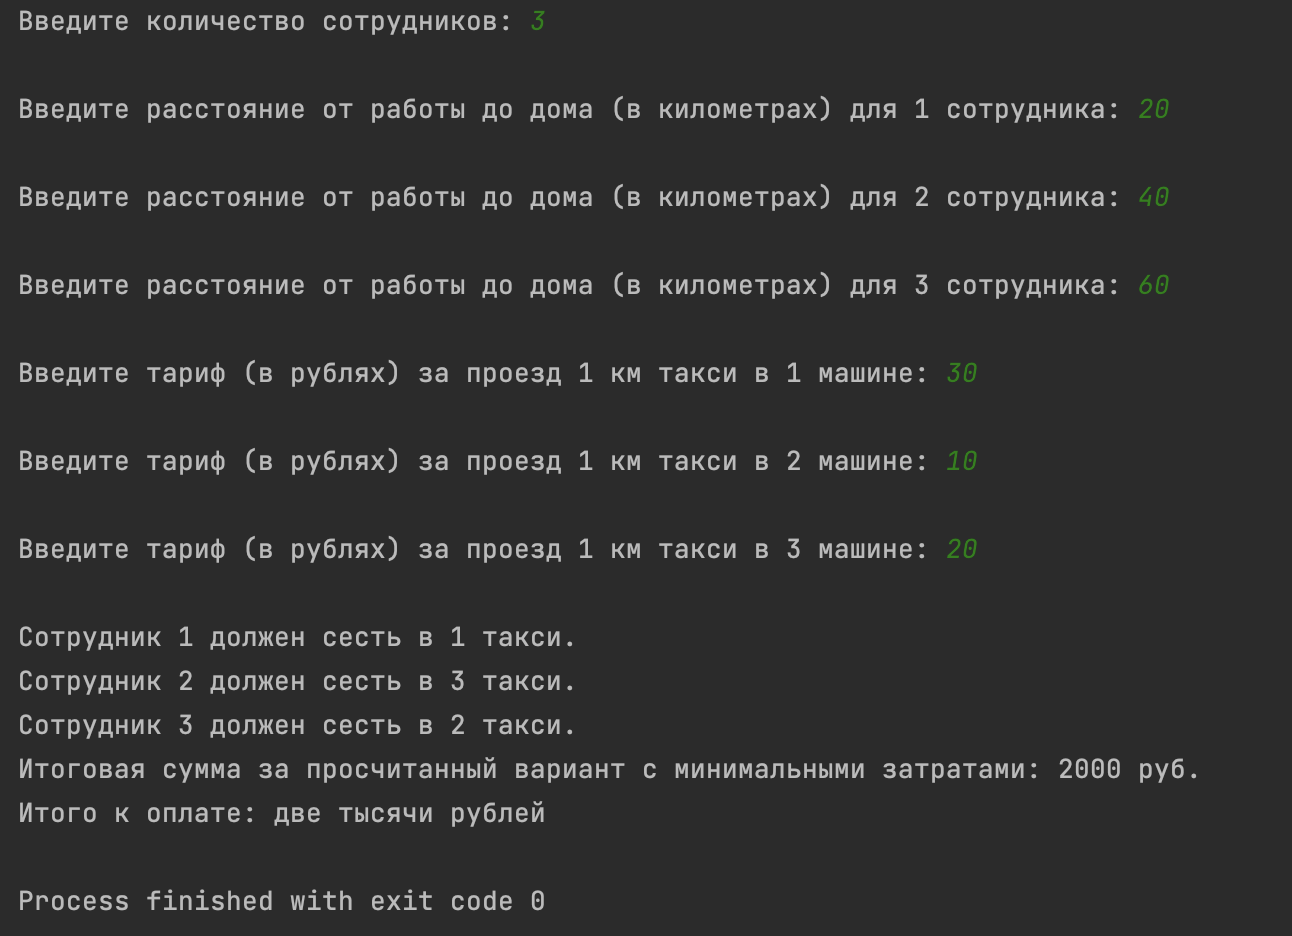 Введите количество сотрудников: 3
Введите расстояние от работы до дома (в километрах) для 1 сотрудника: 20
Введите расстояние от работы до дома (в километрах) для 2 сотрудника: 40
Введите расстояние от работы до дома (в километрах) для 3 сотрудника: 60
Введите тариф (в рублях) за проезд 1 км такси в 1 машине: 30
Введите тариф (в рублях) за проезд 1 км такси в 2 машине: 10
Введите тариф (в рублях) за проезд 1 км такси в 3 машине: 20
Сотрудник 1 должен сесть в 1 такси.
Сотрудник 2 должен сесть в 3 такси.
Сотрудник 3 должен сесть в 2 такси.
Итоговая сумма за просчитанный вариант с минимальными затратами: 2000 руб.
Итого к оплате: две тысячи рублей
Process finished with exit code 0